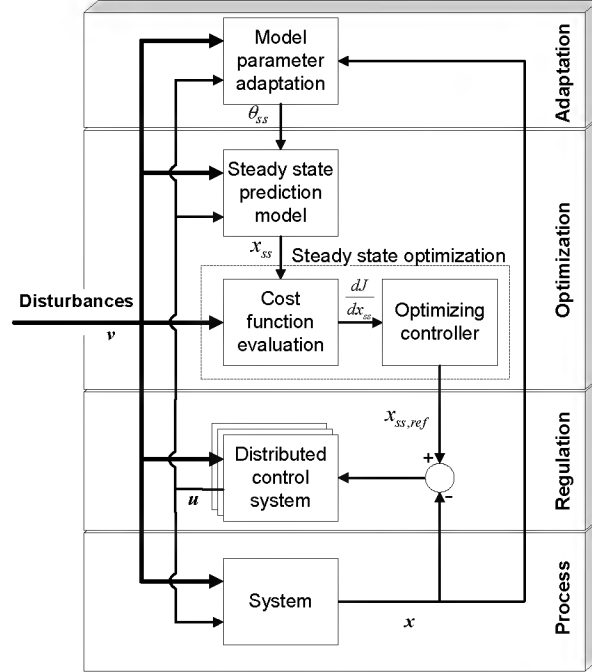 Model
parameter
adaptation
Adaptation
θss
Steady state
prediction
model
xss
Steady state optimization
Optimization
Disturbances
v
Cost
function
evaluation
dJ
dxss
Optimizing
controller
xss,ref
+
-
Distributed
control
system
u
Regulation
System
x
Process